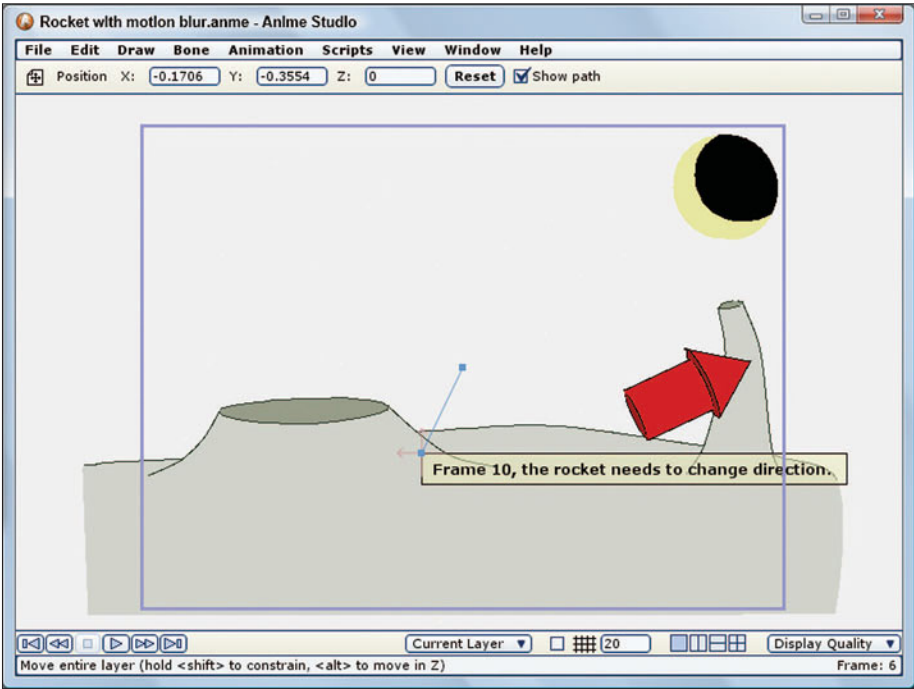 Rocket with motion blur.anme - Anime Studio
File Edit Draw Bone Animation Scripts View Window Help
Position X: -0.1706 Y: -0.3554 Z: 0 Reset Show path
Frame 10, the rocket needs to change direction.
Current Layer 20 Display Quality
Move entire layer (hold <shift> to constrain, <alt> to move in Z) Frame: 6